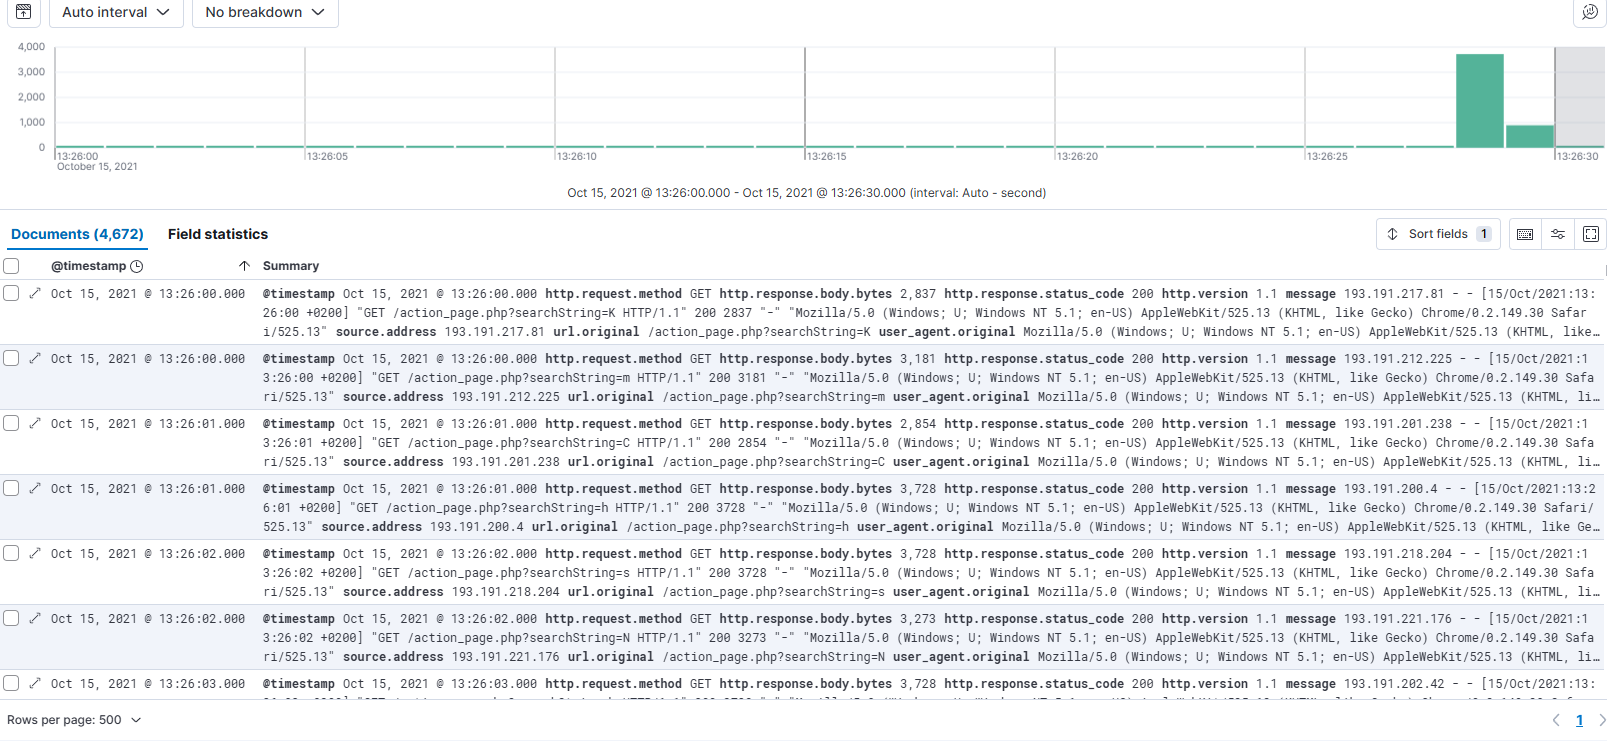 Auto interval No breakdown
4,000
3,000
2,000
1,000
0
13:26:00 13:26:05 13:26:10 13:26:15 13:26:20 13:26:25 13:26:30
October 15, 2021
Oct 15, 2021 @ 13:26:00.000 - Oct 15, 2021 @ 13:26:30.000 (interval: Auto - second)
Documents (4,672) Field statistics Sort fields 1
@timestamp Summary
Oct 15, 2021 @ 13:26:00.000 @timestamp Oct 15, 2021 @ 13:26:00.000 http.request.method GET http.response.body.bytes 2,837 http.response.status_code 200 http.version 1.1 message 193.191.217.81 - - [15/Oct/2021:13:
26:00 +0200] "GET /action_page.php?searchString=K HTTP/1.1" 200 2837 "-" "Mozilla/5.0 (Windows; U; Windows NT 5.1; en-US) AppleWebKit/525.13 (KHTML, like Gecko) Chrome/0.2.149.30 Safar
i/525.13" source.address 193.191.217.81 url.original /action_page.php?searchString=K user_agent.original Mozilla/5.0 (Windows; U; Windows NT 5.1; en-US) AppleWebKit/525.13 (KHTML, like…
Oct 15, 2021 @ 13:26:00.000 @timestamp Oct 15, 2021 @ 13:26:00.000 http.request.method GET http.response.body.bytes 3,181 http.response.status_code 200 http.version 1.1 message 193.191.212.225 - - [15/Oct/2021:1
3:26:00 +0200] "GET /action_page.php?searchString=m HTTP/1.1" 200 3181 "-" "Mozilla/5.0 (Windows; U; Windows NT 5.1; en-US) AppleWebKit/525.13 (KHTML, like Gecko) Chrome/0.2.149.30 Safa
ri/525.13" source.address 193.191.212.225 url.original /action_page.php?searchString=m user_agent.original Mozilla/5.0 (Windows; U; Windows NT 5.1; en-US) AppleWebKit/525.13 (KHTML, li…
Oct 15, 2021 @ 13:26:01.000 @timestamp Oct 15, 2021 @ 13:26:01.000 http.request.method GET http.response.body.bytes 2,854 http.response.status_code 200 http.version 1.1 message 193.191.201.238 - - [15/Oct/2021:1
3:26:01 +0200] "GET /action_page.php?searchString=C HTTP/1.1" 200 2854 "-" "Mozilla/5.0 (Windows; U; Windows NT 5.1; en-US) AppleWebKit/525.13 (KHTML, like Gecko) Chrome/0.2.149.30 Safa
ri/525.13" source.address 193.191.201.238 url.original /action_page.php?searchString=C user_agent.original Mozilla/5.0 (Windows; U; Windows NT 5.1; en-US) AppleWebKit/525.13 (KHTML, li…
Oct 15, 2021 @ 13:26:01.000 @timestamp Oct 15, 2021 @ 13:26:01.000 http.request.method GET http.response.body.bytes 3,728 http.response.status_code 200 http.version 1.1 message 193.191.200.4 - - [15/Oct/2021:13:2
6:01 +0200] "GET /action_page.php?searchString=h HTTP/1.1" 200 3728 "-" "Mozilla/5.0 (Windows; U; Windows NT 5.1; en-US) AppleWebKit/525.13 (KHTML, like Gecko) Chrome/0.2.149.30 Safari/
525.13" source.address 193.191.200.4 url.original /action_page.php?searchString=h user_agent.original Mozilla/5.0 (Windows; U; Windows NT 5.1; en-US) AppleWebKit/525.13 (KHTML, like Ge…
Oct 15, 2021 @ 13:26:02.000 @timestamp Oct 15, 2021 @ 13:26:02.000 http.request.method GET http.response.body.bytes 3,728 http.response.status_code 200 http.version 1.1 message 193.191.218.204 - - [15/Oct/2021:1
3:26:02 +0200] "GET /action_page.php?searchString=s HTTP/1.1" 200 3728 "-" "Mozilla/5.0 (Windows; U; Windows NT 5.1; en-US) AppleWebKit/525.13 (KHTML, like Gecko) Chrome/0.2.149.30 Safa
ri/525.13" source.address 193.191.218.204 url.original /action_page.php?searchString=s user_agent.original Mozilla/5.0 (Windows; U; Windows NT 5.1; en-US) AppleWebKit/525.13 (KHTML, li…
Oct 15, 2021 @ 13:26:02.000 @timestamp Oct 15, 2021 @ 13:26:02.000 http.request.method GET http.response.body.bytes 3,273 http.response.status_code 200 http.version 1.1 message 193.191.221.176 - - [15/Oct/2021:1
3:26:02 +0200] "GET /action_page.php?searchString=N HTTP/1.1" 200 3273 "-" "Mozilla/5.0 (Windows; U; Windows NT 5.1; en-US) AppleWebKit/525.13 (KHTML, like Gecko) Chrome/0.2.149.30 Safa
ri/525.13" source.address 193.191.221.176 url.original /action_page.php?searchString=N user_agent.original Mozilla/5.0 (Windows; U; Windows NT 5.1; en-US) AppleWebKit/525.13 (KHTML, li…
Oct 15, 2021 @ 13:26:03.000 @timestamp Oct 15, 2021 @ 13:26:03.000 http.request.method GET http.response.body.bytes 3,728 http.response.status_code 200 http.version 1.1 message 193.191.202.42 - - [15/Oct/2021:13:
Rows per page: 500 1